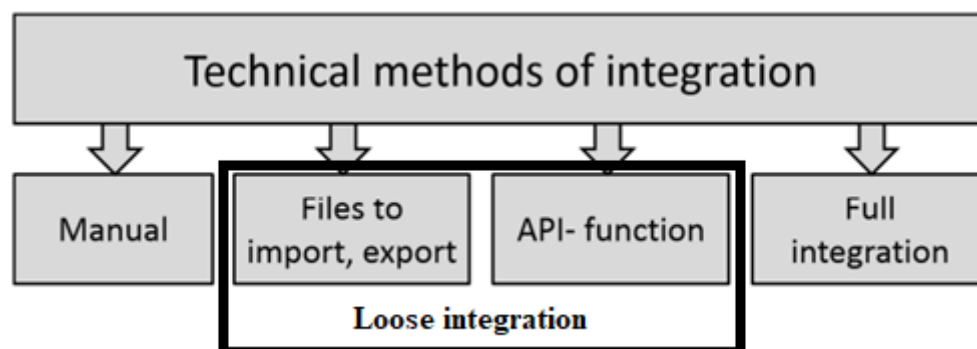 Technical methods of integration
Manual
Files to
import, export
API- function
Full
integration
Loose integration